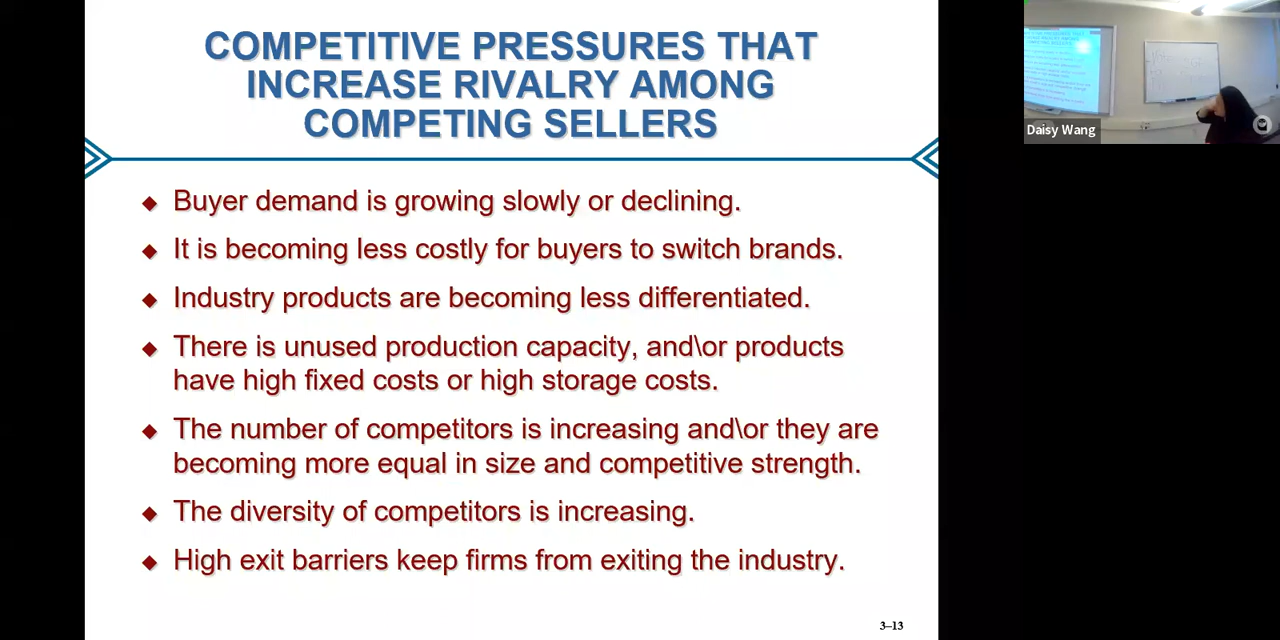 COMPETITIVE PRESSURES THAT
INCREASE RIVALRY AMONG
COMPETING SELLERS
Buyer demand is growing slowly or declining.
It is becoming less costly for buyers to switch brands.
Industry products are becoming less differentiated.
There is unused production capacity, and\or products
have high fixed costs or high storage costs.
The number of competitors is increasing and\or they are
becoming more equal in size and competitive strength.
The diversity of competitors is increasing.
High exit barriers keep firms from exiting the industry.
3–13
Daisy Wang